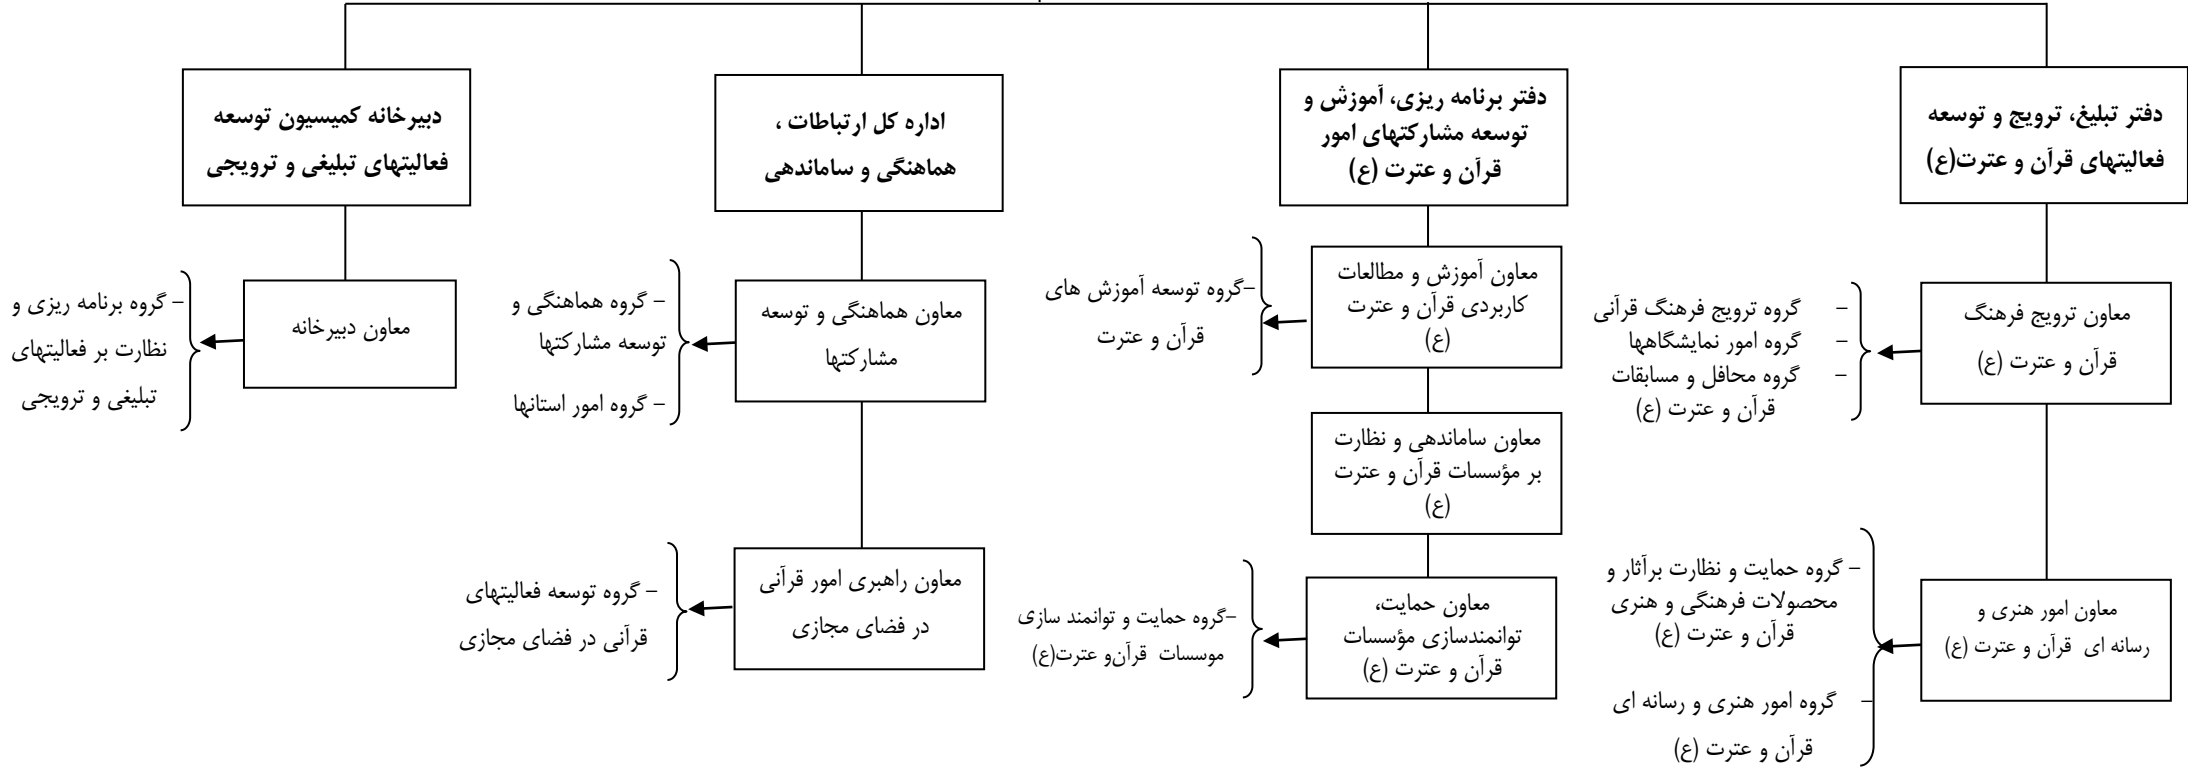 دفتر تبلیغ، ترویج و توسعه
فعالیتهای قرآن و عترت(ع)
دفتر برنامه ریزی، آموزش و
توسعه مشارکتهای امور
قرآن و عترت (ع)
اداره کل ارتباطات ،
هماهنگی و ساماندهی
دبیرخانه کمیسیون توسعه
فعالیتهای تبلیغی و ترویجی
معاون ترویج فرهنگ
قرآن و عترت (ع)
– گروه ترویج فرهنگ قرآنی
– گروه امور نمایشگاهها
– گروه محافل و مسابقات
قرآن و عترت (ع)
معاون امور هنری و
رسانه ای قرآن و عترت (ع)
– گروه حمایت و نظارت برآثار و
محصولات فرهنگی و هنری
قرآن و عترت (ع)
– گروه امور هنری و رسانه ای
قرآن و عترت (ع)
معاون آموزش و مطالعات
کاربردی قرآن و عترت
(ع)
–گروه توسعه آموزش های
قرآن و عترت
معاون ساماندهی و نظارت
بر مؤسسات قرآن و عترت
(ع)
معاون حمایت،
توانمندسازی مؤسسات
قرآن و عترت (ع)
–گروه حمایت و توانمند سازی
موسسات قرآن‌و عترت(ع)
معاون هماهنگی و توسعه
مشارکتها
– گروه هماهنگی و
توسعه مشارکتها
– گروه امور استانها
معاون راهبری امور قرآنی
در فضای مجازی
– گروه توسعه فعالیتهای
قرآنی در فضای مجازی
معاون دبیرخانه
– گروه برنامه ریزی و
نظارت بر فعالیتهای
تبلیغی و ترویجی